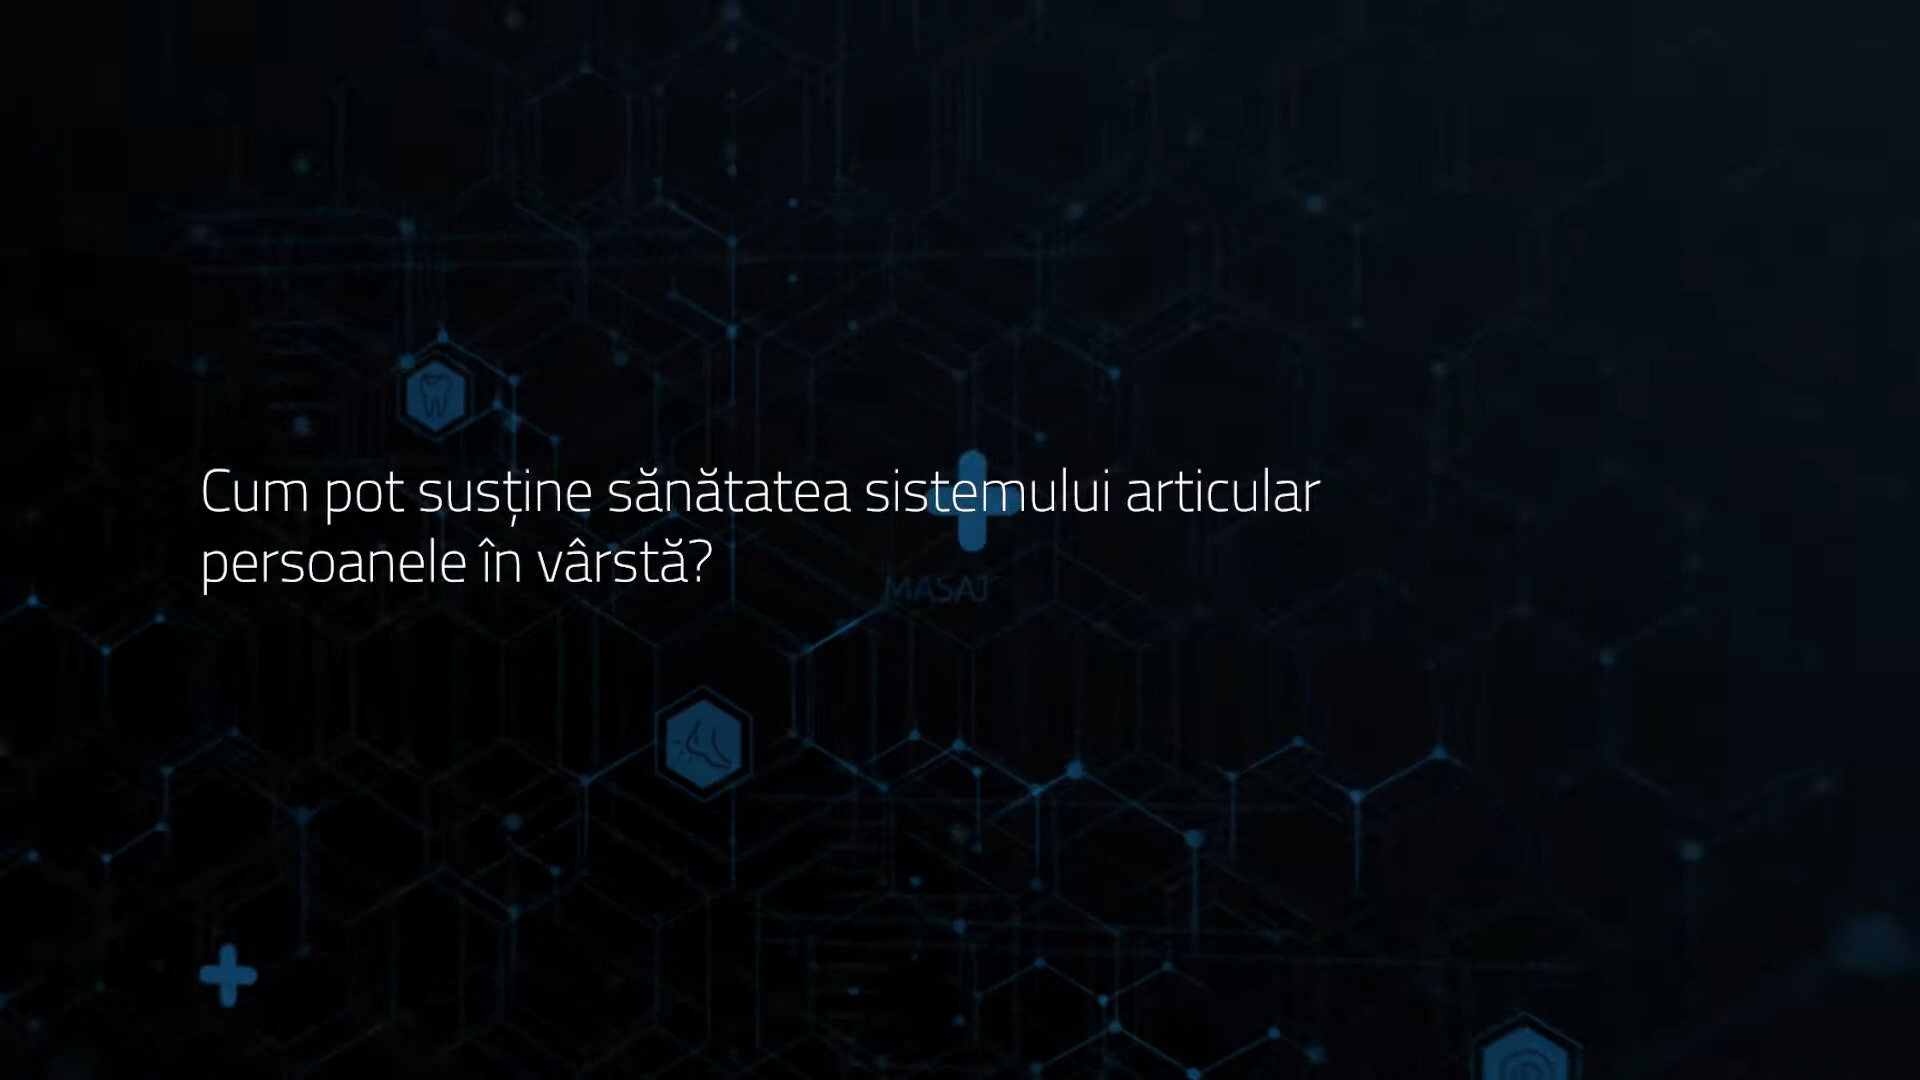 Cum pot susține sănătatea sistemului articular
persoanele în vârstă?
MASAJ